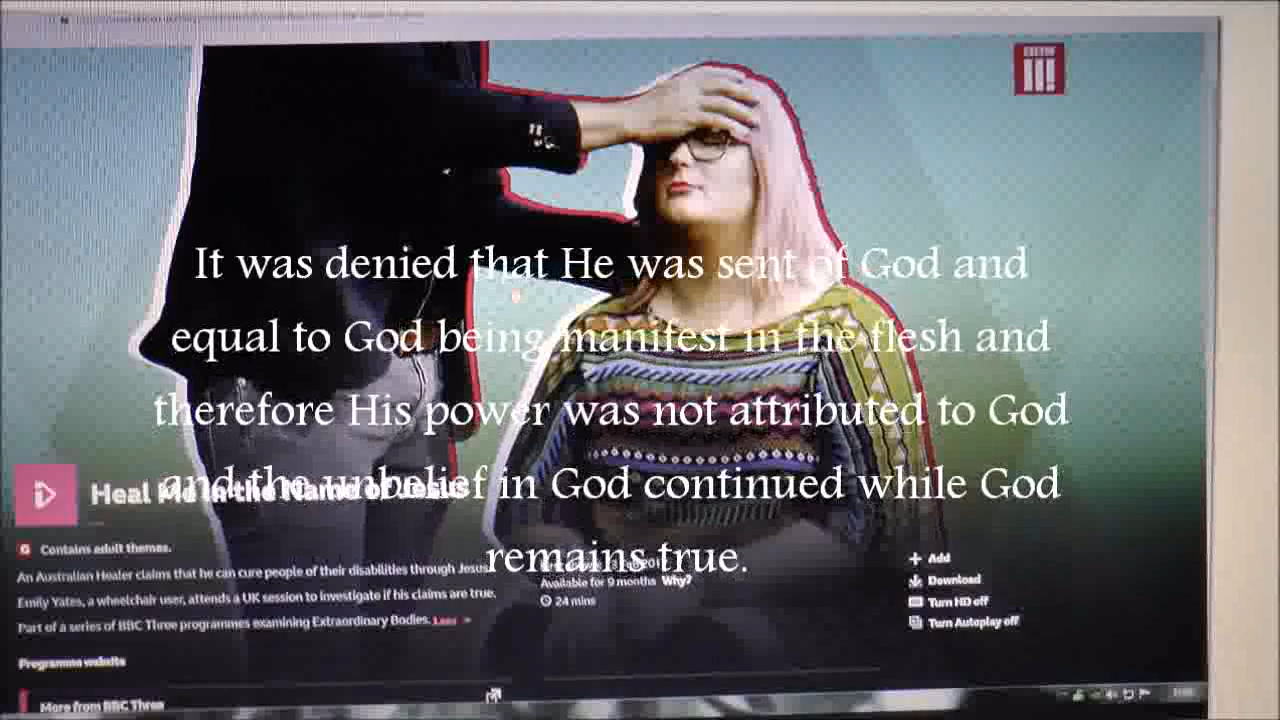 BBC
It was denied that He was sent of God and
equal to God being manifest in the flesh and
therefore His power was not attributed to God
and the unbelief in God continued while God
remains true.
Heal Me in the Name of Jesus
G Contains adult themes.
An Australian Healer claims that he can cure people of their disabilities through Jesus.
Emily Yates, a wheelchair user, attends a UK session to investigate if his claims are true.
Part of a series of BBC Three programmes examining Extraordinary Bodies. Less
Available for 9 months Why?
24 mins
Add
Download
Turn HD off
Turn Autoplay off
Programme website
More from BBC Three